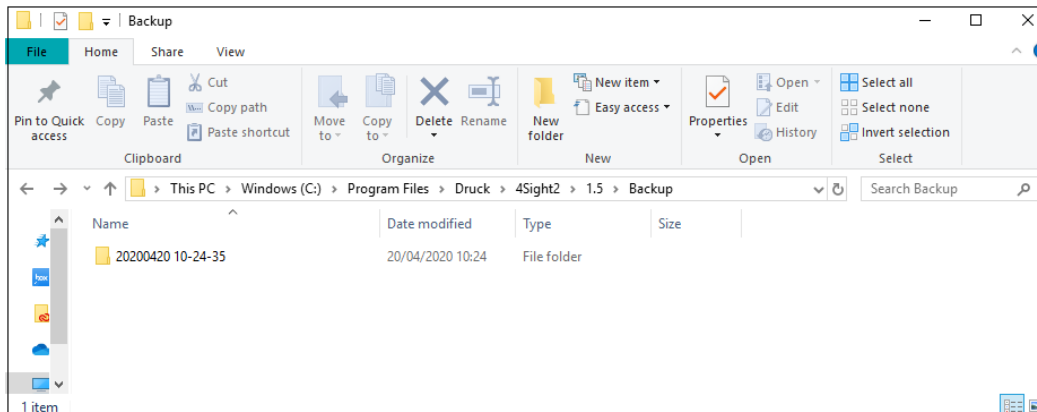 Backup
File Home Share View
Pin to Quick access
Copy
Paste
Cut
Copy path
Paste shortcut
Clipboard
Move to
Copy to
Delete
Rename
Organize
New folder
New item
Easy access
New
Properties
Open
Edit
History
Open
Select all
Select none
Invert selection
Select
This PC > Windows (C:) > Program Files > Druck > 4Sight2 > 1.5 > Backup
Search Backup
Name Date modified Type Size
20200420 10-24-35 20/04/2020 10:24 File folder
1 item